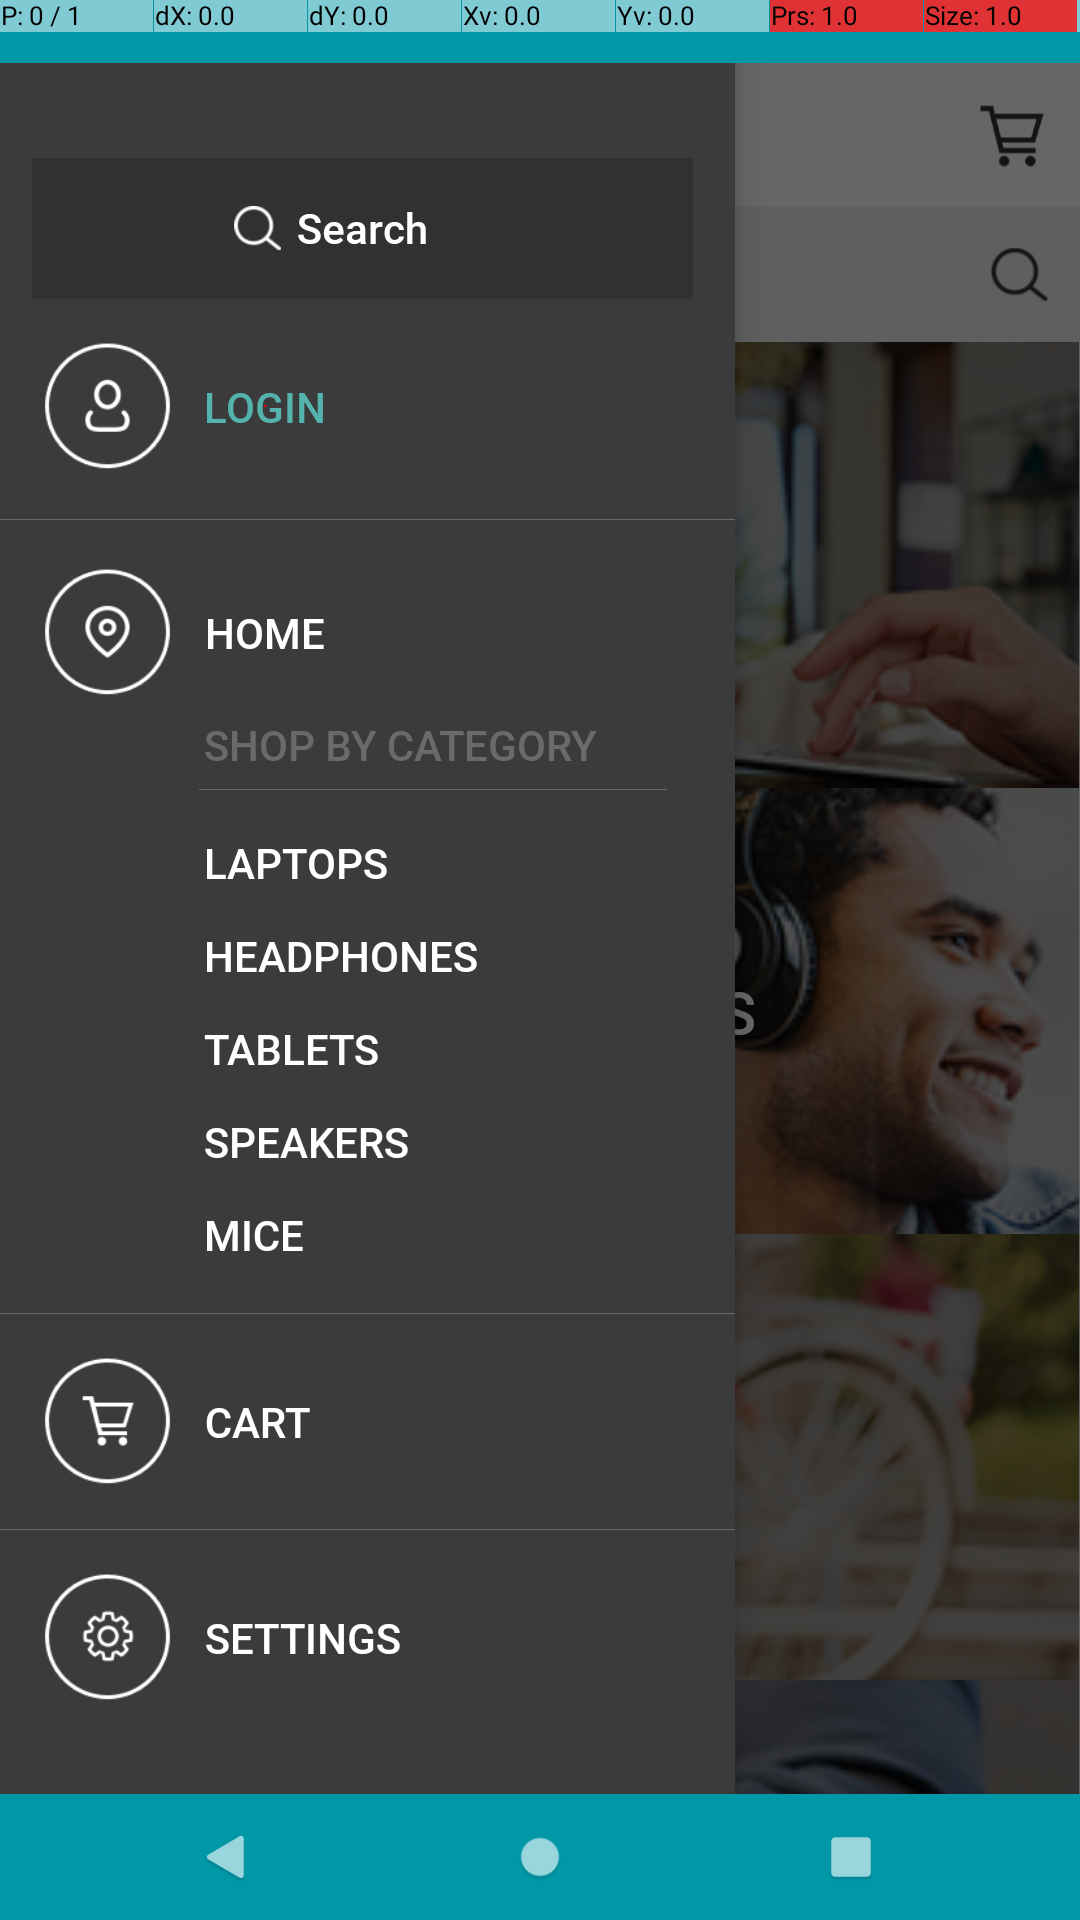 P: 0 / 1 dX: 0.0 dY: 0.0 Xv: 0.0 Yv: 0.0 Prs: 1.0 Size: 1.0
Search
LOGIN
HOME
SHOP BY CATEGORY
LAPTOPS
HEADPHONES
S
TABLETS
SPEAKERS
MICE
CART
SETTINGS